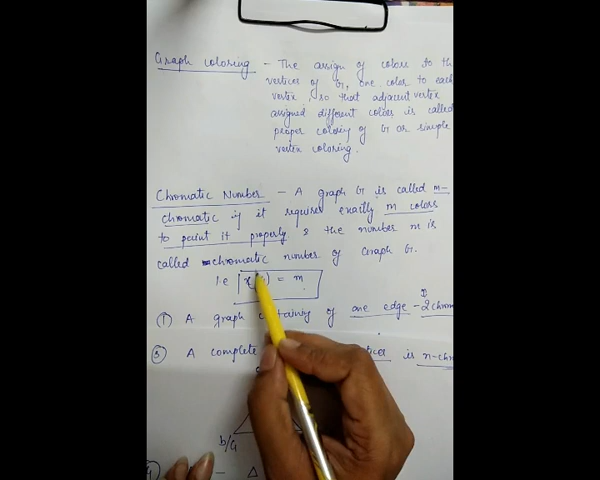 Graph Coloring - The assign of colors to th
vertices of G, one color to each
vertex, so that adjacent vertex
assigned different colors is called
proper coloring of G or simple
vertex coloring.
Chromatic Number - A graph G is called m-
chromatic if it requires exactly m colors
to paint it properly & the number m is
called chromatic number of Graph G.
i.e = m
(1) A graph of one edge - 2 chrom
(3) A complete is n-chr
b/G
Δ